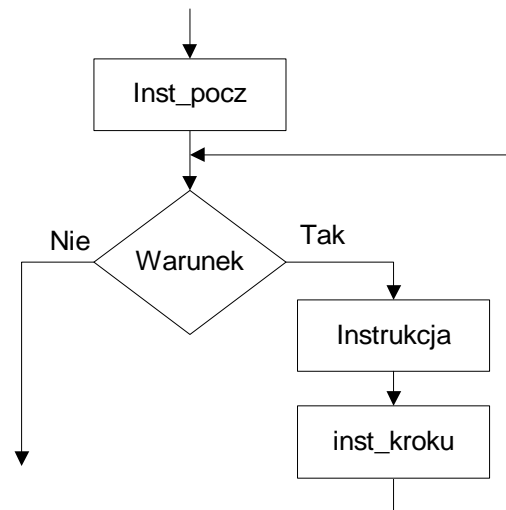 Inst_pocz
Nie
Tak
Warunek
Instrukcja
inst_kroku